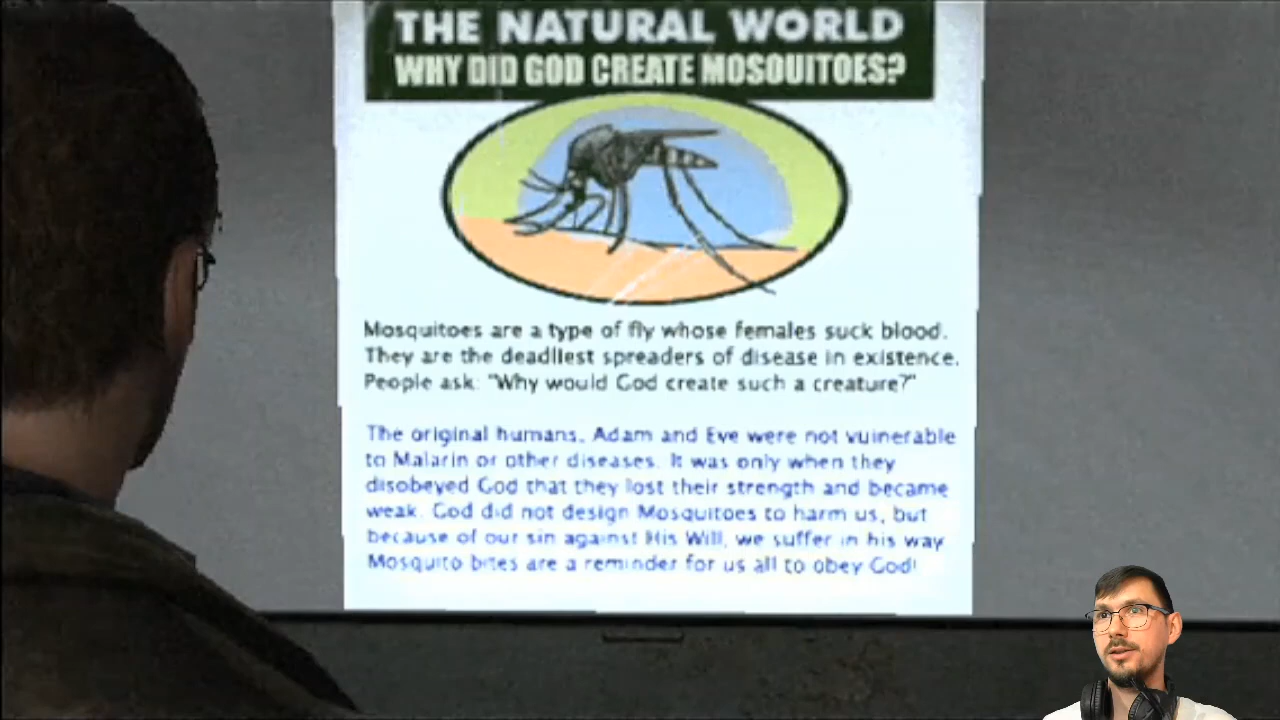 THE NATURAL WORLD
WHY DID GOD CREATE MOSQUITOES?
Mosquitoes are a type of fly whose females suck blood.
They are the deadliest spreaders of disease in existence.
People ask: "Why would God create such a creature?"
The original humans, Adam and Eve were not vulnerable
to Malarin or other diseases. It was only when they
disobeyed God that they lost their strength and became
weak. God did not design Mosquitoes to harm us, but
because of our sin against His Will, we suffer in his way
Mosquito bites are a reminder for us all to obey God!